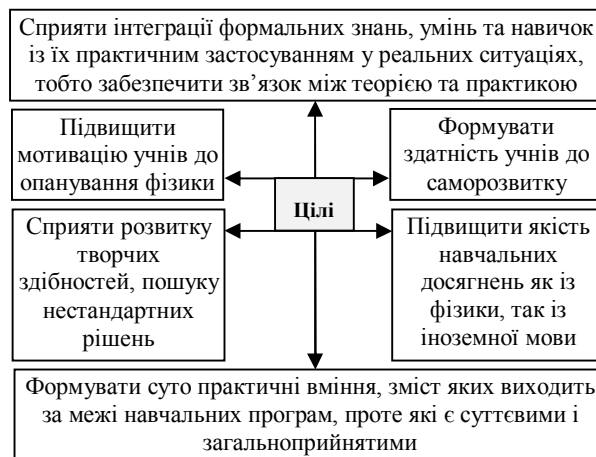 Сприяти інтеграції формальних знань, умінь та навичок
із їх практичним застосуванням у реальних ситуаціях,
тобто забезпечити зв’язок між теорією та практикою
Підвищити
мотивацію учнів до
опанування фізики
Формувати
здатність учнів до
саморозвитку
Цілі
Сприяти розвитку
творчих
здібностей, пошуку
нестандартних
рішень
Підвищити якість
навчальних
досягнень як із
фізики, так із
іноземної мови
Формувати суто практичні вміння, зміст яких виходить
за межі навчальних програм, проте які є суттєвими і
загальноприйнятими